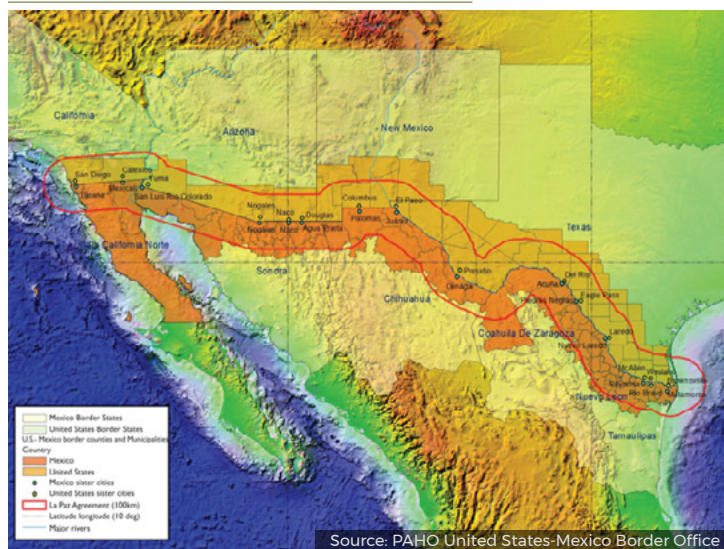 California
Arizona
New Mexico
San Diego
Calexico
Yuma
Tijuana
Mexicali
San Luis Rio Colorado
Nogales
Naco
Douglas
Nogales
Naco
Agua Prieta
Columbus
El Paso
Palomas
Juarez
Texas
California Norte
Sonora
Presidio
Ojinaga
Del Rio
Acuña
Chihuahua
Eagle Pass
Piedras Negras
Coahuila De Zaragoza
Laredo
Nuevo Laredo
Mc Allen
Reynosa
Rio Bravo
Matamoros
Nuevo Leon
Tamaulipas
Mexico Border States
United States Border States
U.S.- Mexico border counties and Municipalities
Country
Mexico
United States
Mexico sister cities
United States sister cities
La Paz Agreement (100km)
Latitude longitude (10 deg)
Major rivers
Source: PAHO United States-Mexico Border Office